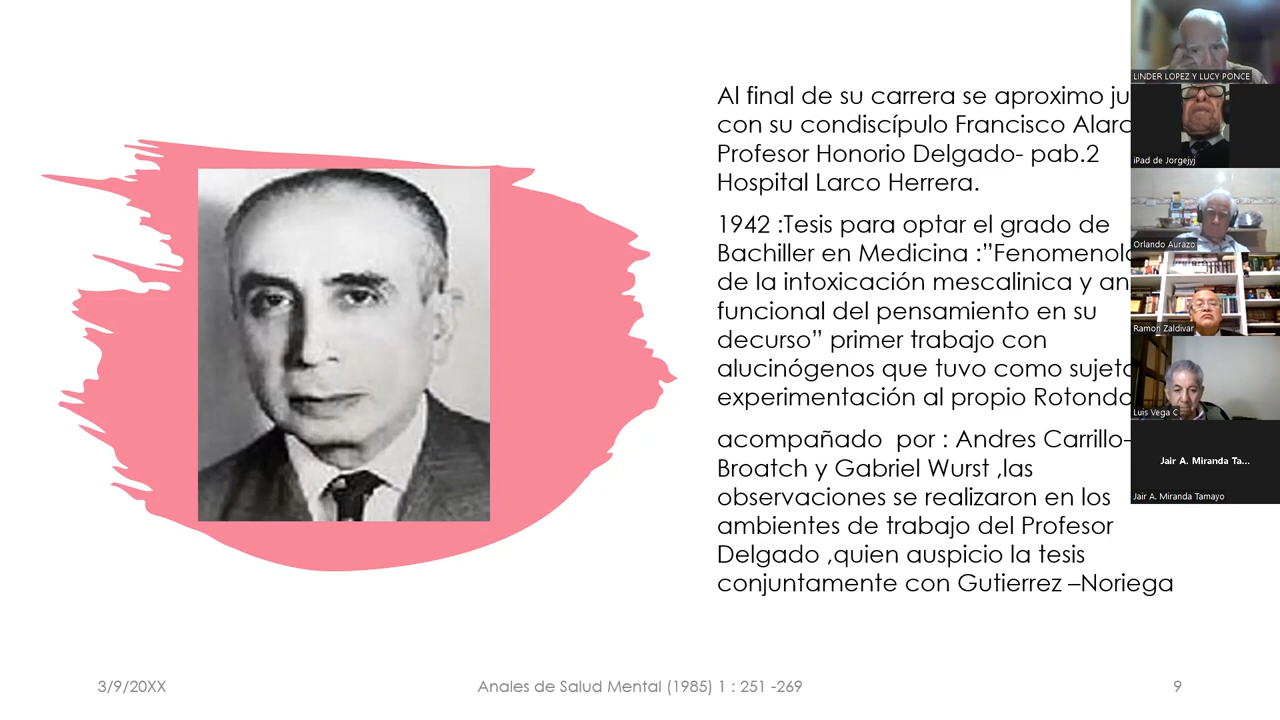 Al final de su carrera se aproximo
con su condiscípulo Francisco
Profesor Honorio Delgado- pab.2
Hospital Larco Herrera.
1942 :Tesis para optar el grado de
Bachiller en Medicina :”
de la intoxicación mescalinica y
funcional del pensamiento en su
decurso” primer trabajo con
alucinógenos que tuvo como
experimentación al propio Rotondo
acompañado por : Andres Carrillo-
Broatch y Gabriel Wurst ,las
observaciones se realizaron en los
ambientes de trabajo del Profesor
Delgado ,quien auspicio la tesis
conjuntamente con Gutierrez –Noriega
3/9/20XX
Anales de Salud Mental (1985) 1 : 251 -269
9
LINDER LOPEZ Y LUCY PONCE
iPad de Jorgejyj
Orlando Aurazo
Ramon Zaldivar
Luis Vega C
Jair A. Miranda Ta...
Jair A. Miranda Tamayo